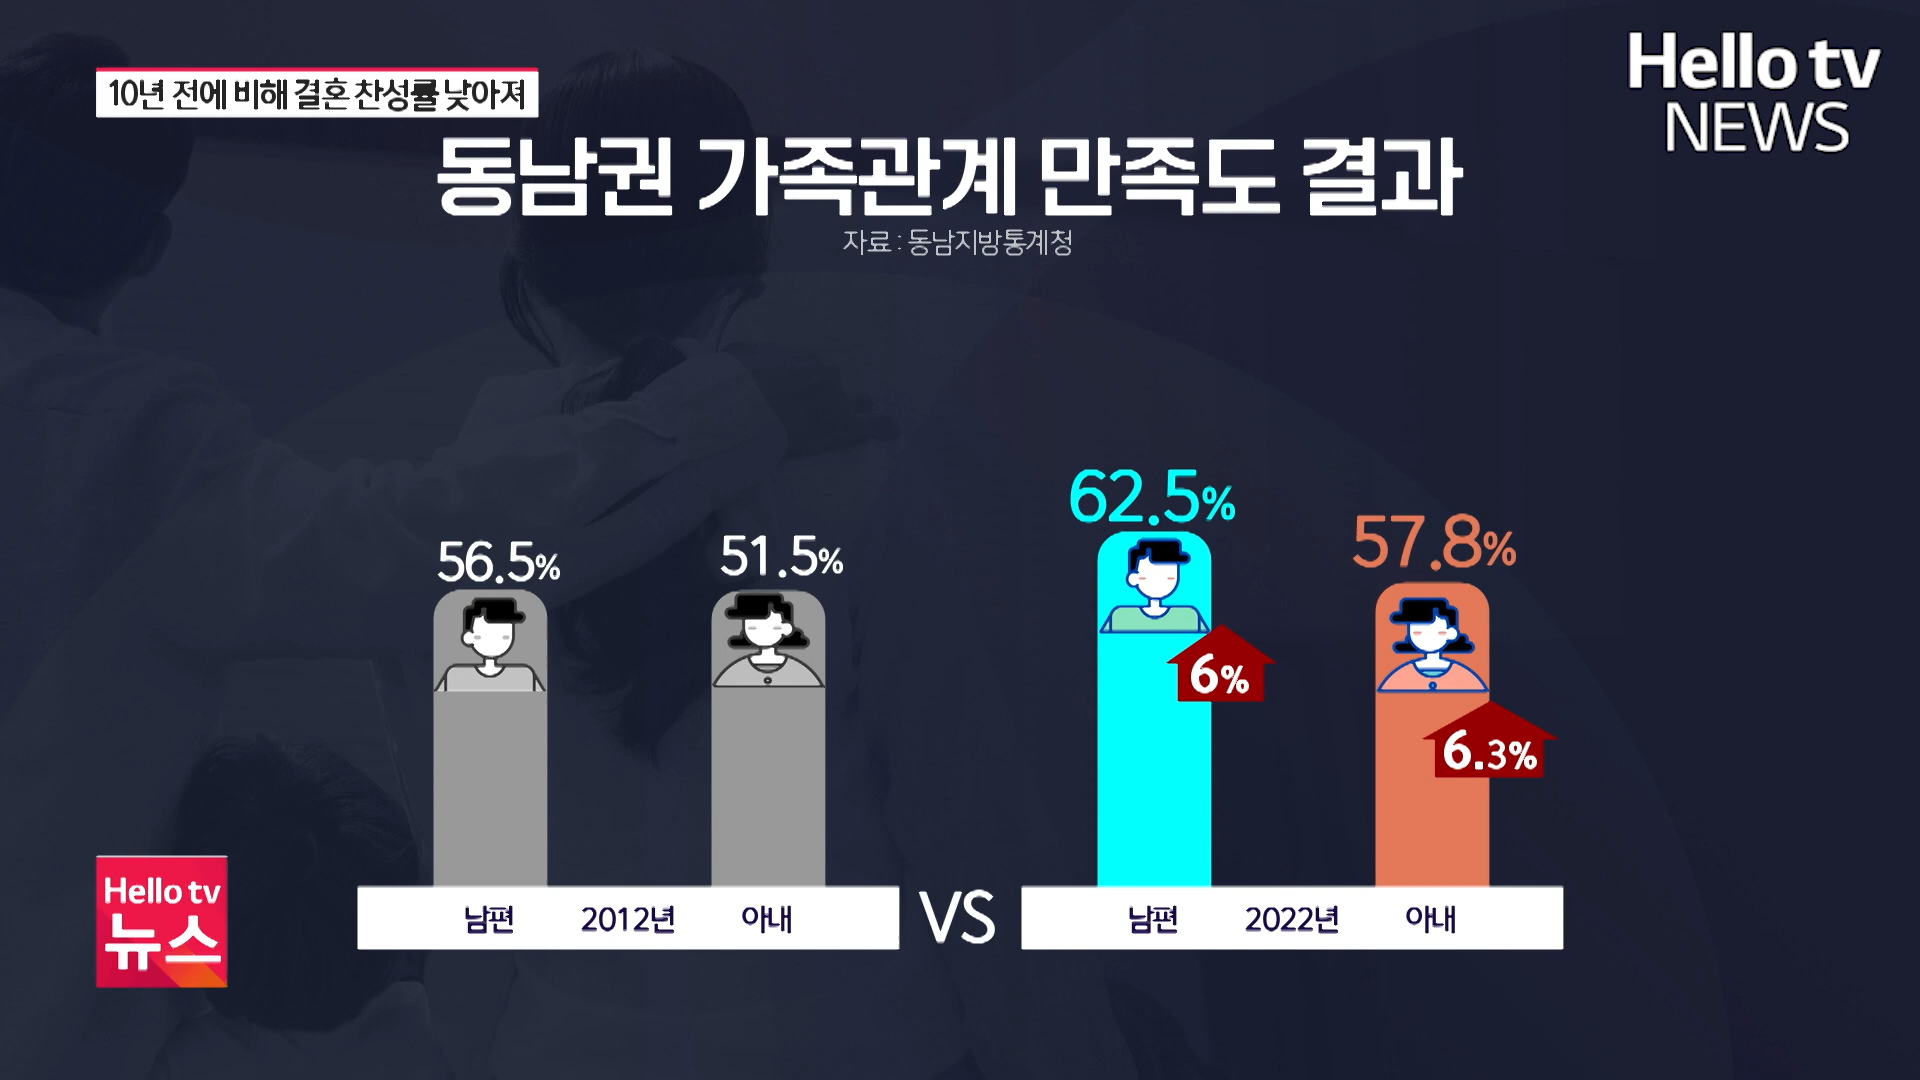 10년 전에 비해 결혼 찬성률 낮아져
Hello tv
NEWS
동남권 가족관계 만족도 결과
자료 : 동남지방통계청
56.5%
51.5%
62.5%
57.8%
6%
6.3%
남편 2012년 아내
VS
남편 2022년 아내
Hello tv
뉴스